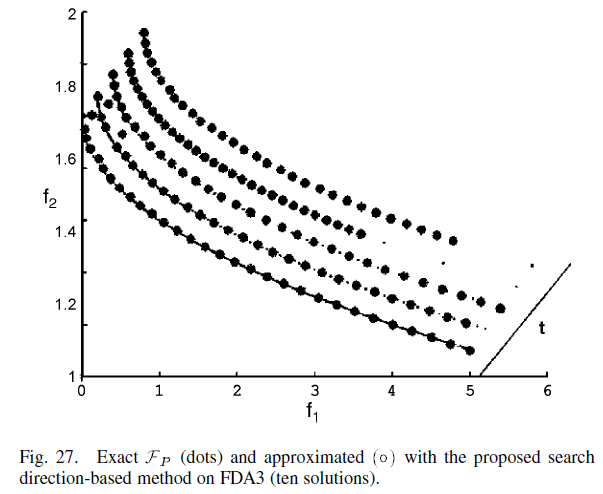 2
1.8
1.6
f2
1.4
1.2
t
1
0 1 2 3 4 5 6
f1
Fig. 27. Exact ℱP (dots) and approximated (○) with the proposed search
direction-based method on FDA3 (ten solutions).